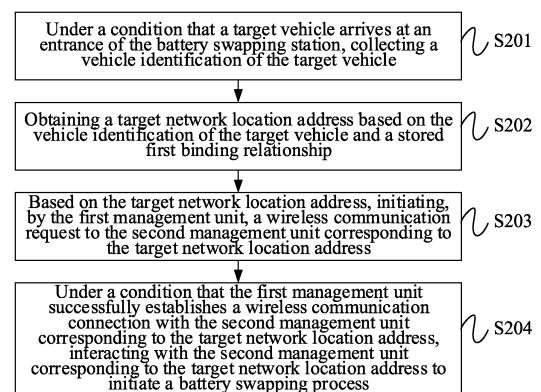 Under a condition that a target vehicle arrives at an
entrance of the battery swapping station, collecting a
vehicle identification of the target vehicle
S201
Obtaining a target network location address based on the
vehicle identification of the target vehicle and a stored
first binding relationship
S202
Based on the target network location address, initiating,
by the first management unit, a wireless communication
request to the second management unit corresponding to
the target network location address
S203
Under a condition that the first management unit
successfully establishes a wireless communication
connection with the second management unit
corresponding to the target network location address,
interacting with the second management unit
corresponding to the target network location address to
initiate a battery swapping process
S204